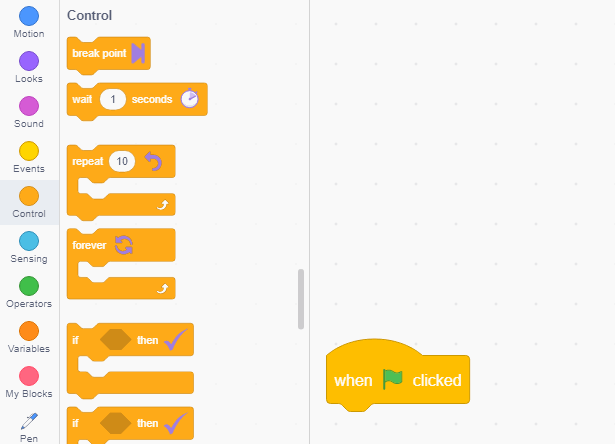 Motion
Looks
Sound
Events
Control
Sensing
Operators
Variables
My Blocks
Pen
Control
break point
wait 1 seconds
repeat 10
forever
if then
if then
when clicked